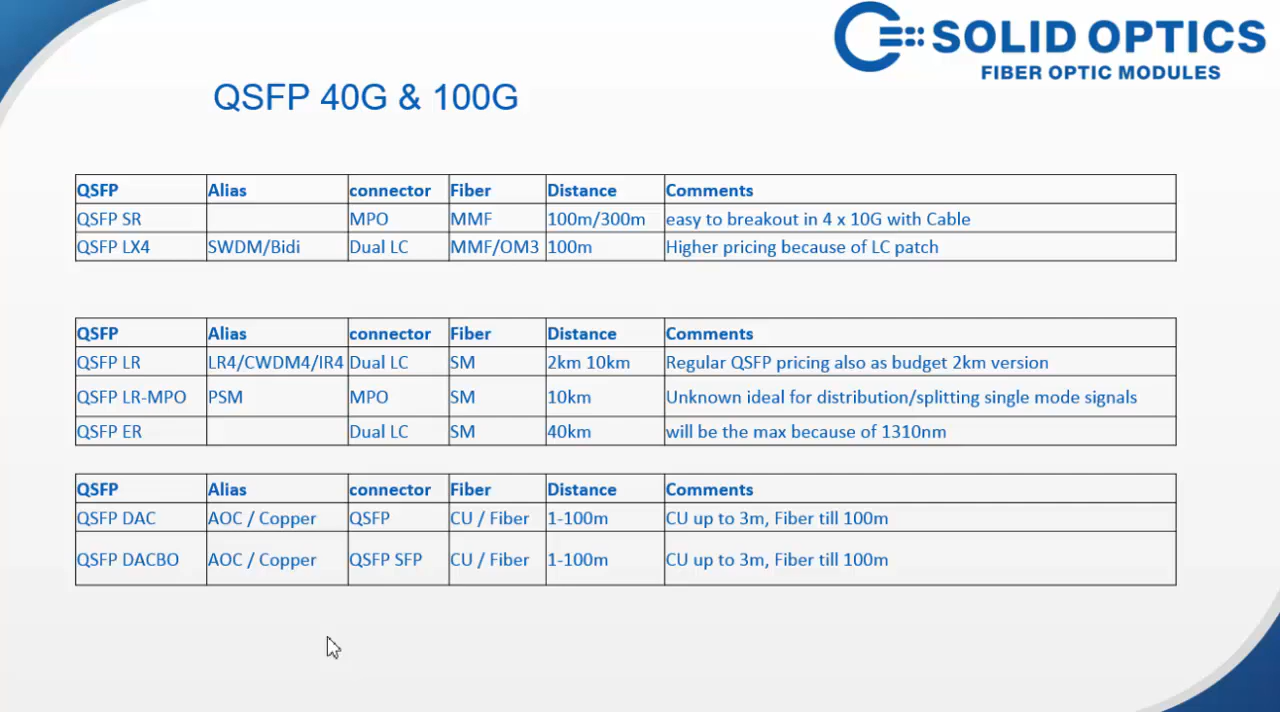 SOLID OPTICS
FIBER OPTIC MODULES
QSFP 40G & 100G
QSFP Alias connector Fiber Distance Comments
QSFP SR MPO MMF 100m/300m easy to breakout in 4 x 10G with Cable
QSFP LX4 SWDM/Bidi Dual LC MMF/OM3 100m Higher pricing because of LC patch
QSFP Alias connector Fiber Distance Comments
QSFP LR LR4/CWDM4/IR4 Dual LC SM 2km 10km Regular QSFP pricing also as budget 2km version
QSFP LR-MPO PSM MPO SM 10km Unknown ideal for distribution/splitting single mode signals
QSFP ER Dual LC SM 40km will be the max because of 1310nm
QSFP Alias connector Fiber Distance Comments
QSFP DAC AOC / Copper QSFP CU / Fiber 1-100m CU up to 3m, Fiber till 100m
QSFP DACBO AOC / Copper QSFP SFP CU / Fiber 1-100m CU up to 3m, Fiber till 100m